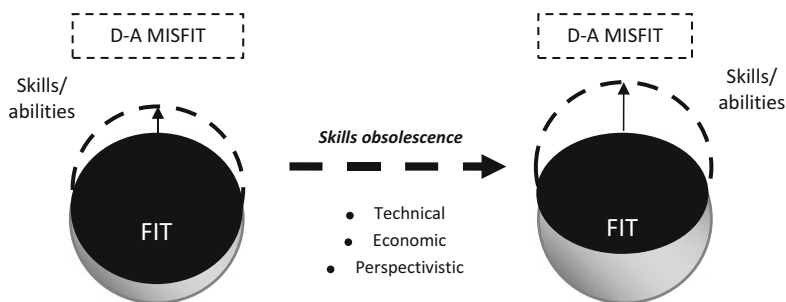 D-A MISFIT
Skills/
abilities
FIT
Skills obsolescence
● Technical
● Economic
● Perspectivistic
D-A MISFIT
Skills/
abilities
FIT